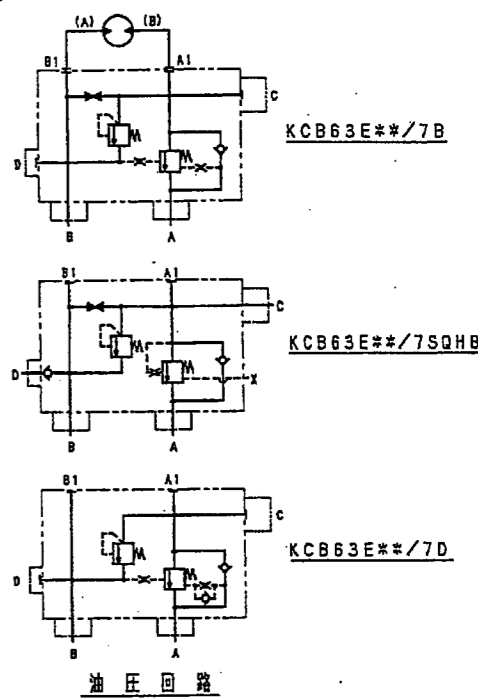 (A) (B)
B1 A1
C
KCB63E**/7B
D
B A
B1 A1
C
KCB63E**/7SQHB
D
X
B A
B1 A1
C
KCB63E**/7D
D
B A
油圧回路